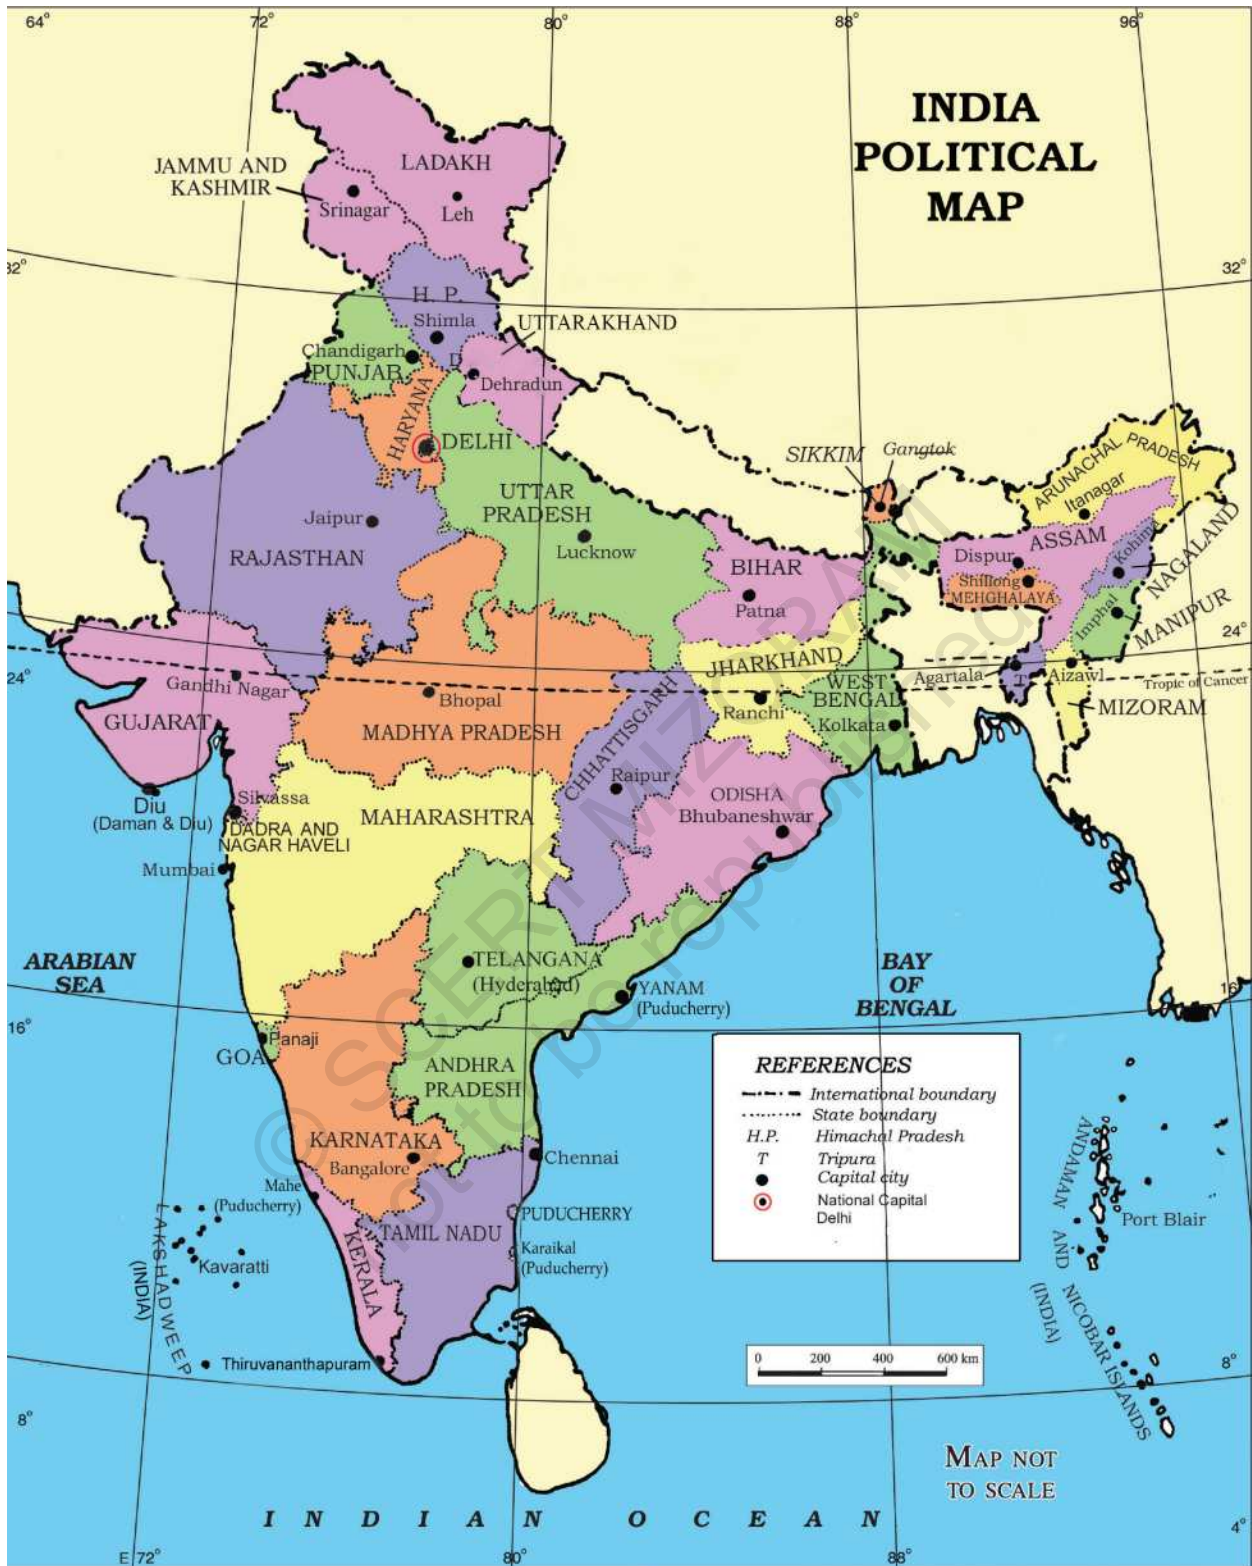 64°
72°
80°
88°
96°
INDIA
POLITICAL
MAP
JAMMU AND
KASHMIR
LADAKH
Srinagar
Leh
32°
32°
H. P.
Shimla
UTTARAKHAND
Chandigarh
PUNJAB
D
Dehradun
HARYANA
DELHI
SIKKIM
Gangtok
ARUNACHAL PRADESH
Itanagar
UTTAR
PRADESH
Lucknow
Jaipur
RAJASTHAN
BIHAR
Patna
ASSAM
Dispur
Kohima
NAGALAND
Shillong
MEHGHALAYA
Imphal
MANIPUR
24°
24°
JHARKHAND
Ranchi
WEST
BENGAL
Kolkata
Agartala
T
Aizawl
Tropic of Cancer
MIZORAM
Gandhi Nagar
GUJARAT
Bhopal
MADHYA PRADESH
CHHATTISGARH
Raipur
ODISHA
Bhubaneshwar
Silvassa
Diu
(Daman & Diu)
DADRA AND
NAGAR HAVELI
MAHARASHTRA
Mumbai
ARABIAN
SEA
TELANGANA
(Hyderabad)
YANAM
(Puducherry)
BAY
OF
BENGAL
16°
16°
Panaji
GOA
ANDHRA
PRADESH
KARNATAKA
Bangalore
Chennai
Mahe
(Puducherry)
PUDUCHERRY
TAMIL NADU
Karaikal
(Puducherry)
KERALA
LAKSHADWEEP
(INDIA)
Kavaratti
Thiruvananthapuram
REFERENCES
International boundary
State boundary
H.P. Himachal Pradesh
T Tripura
Capital city
National Capital
Delhi
ANDAMAN AND NICOBAR ISLANDS
(INDIA)
Port Blair
0 200 400 600 km
8°
8°
MAP NOT
TO SCALE
INDIAN OCEAN
4°
E 72°
80°
88°
© SCERT MIZORAM
not to be republished